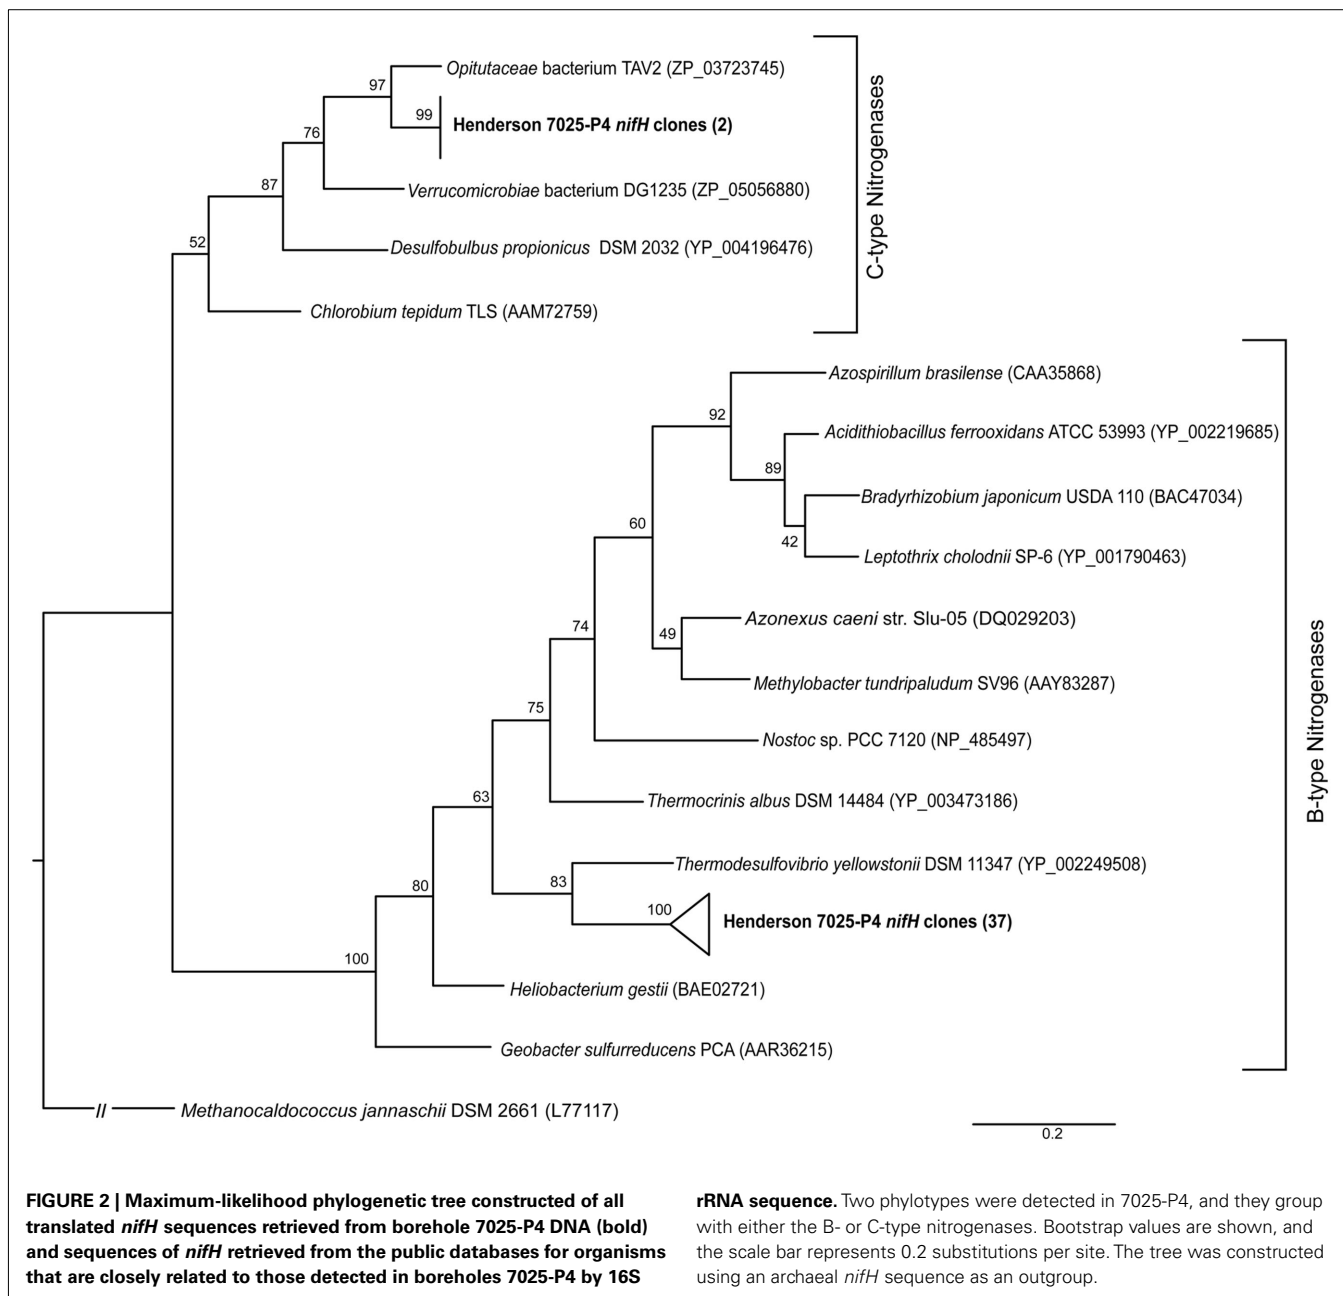 Opitutaceae bacterium TAV2 (ZP_03723745)
97
99
Henderson 7025-P4 nifH clones (2)
76
Verrucomicrobiae bacterium DG1235 (ZP_05056880)
87
Desulfobulbus propionicus DSM 2032 (YP_004196476)
52
Chlorobium tepidum TLS (AAM72759)
C-type Nitrogenases
Azospirillum brasilense (CAA35868)
92
Acidithiobacillus ferrooxidans ATCC 53993 (YP_002219685)
89
Bradyrhizobium japonicum USDA 110 (BAC47034)
60
42
Leptothrix cholodnii SP-6 (YP_001790463)
Azonexus caeni str. Slu-05 (DQ029203)
74
49
Methylobacter tundripaludum SV96 (AAY83287)
75
Nostoc sp. PCC 7120 (NP_485497)
63
Thermocrinis albus DSM 14484 (YP_003473186)
B-type Nitrogenases
Thermodesulfovibrio yellowstonii DSM 11347 (YP_002249508)
80
83
100
Henderson 7025-P4 nifH clones (37)
100
Heliobacterium gestii (BAE02721)
Geobacter sulfurreducens PCA (AAR36215)
//
Methanocaldococcus jannaschii DSM 2661 (L77117)
0.2
FIGURE 2 | Maximum-likelihood phylogenetic tree constructed of all
translated nifH sequences retrieved from borehole 7025-P4 DNA (bold)
and sequences of nifH retrieved from the public databases for organisms
that are closely related to those detected in boreholes 7025-P4 by 16S
rRNA sequence. Two phylotypes were detected in 7025-P4, and they group
with either the B- or C-type nitrogenases. Bootstrap values are shown, and
the scale bar represents 0.2 substitutions per site. The tree was constructed
using an archaeal nifH sequence as an outgroup.